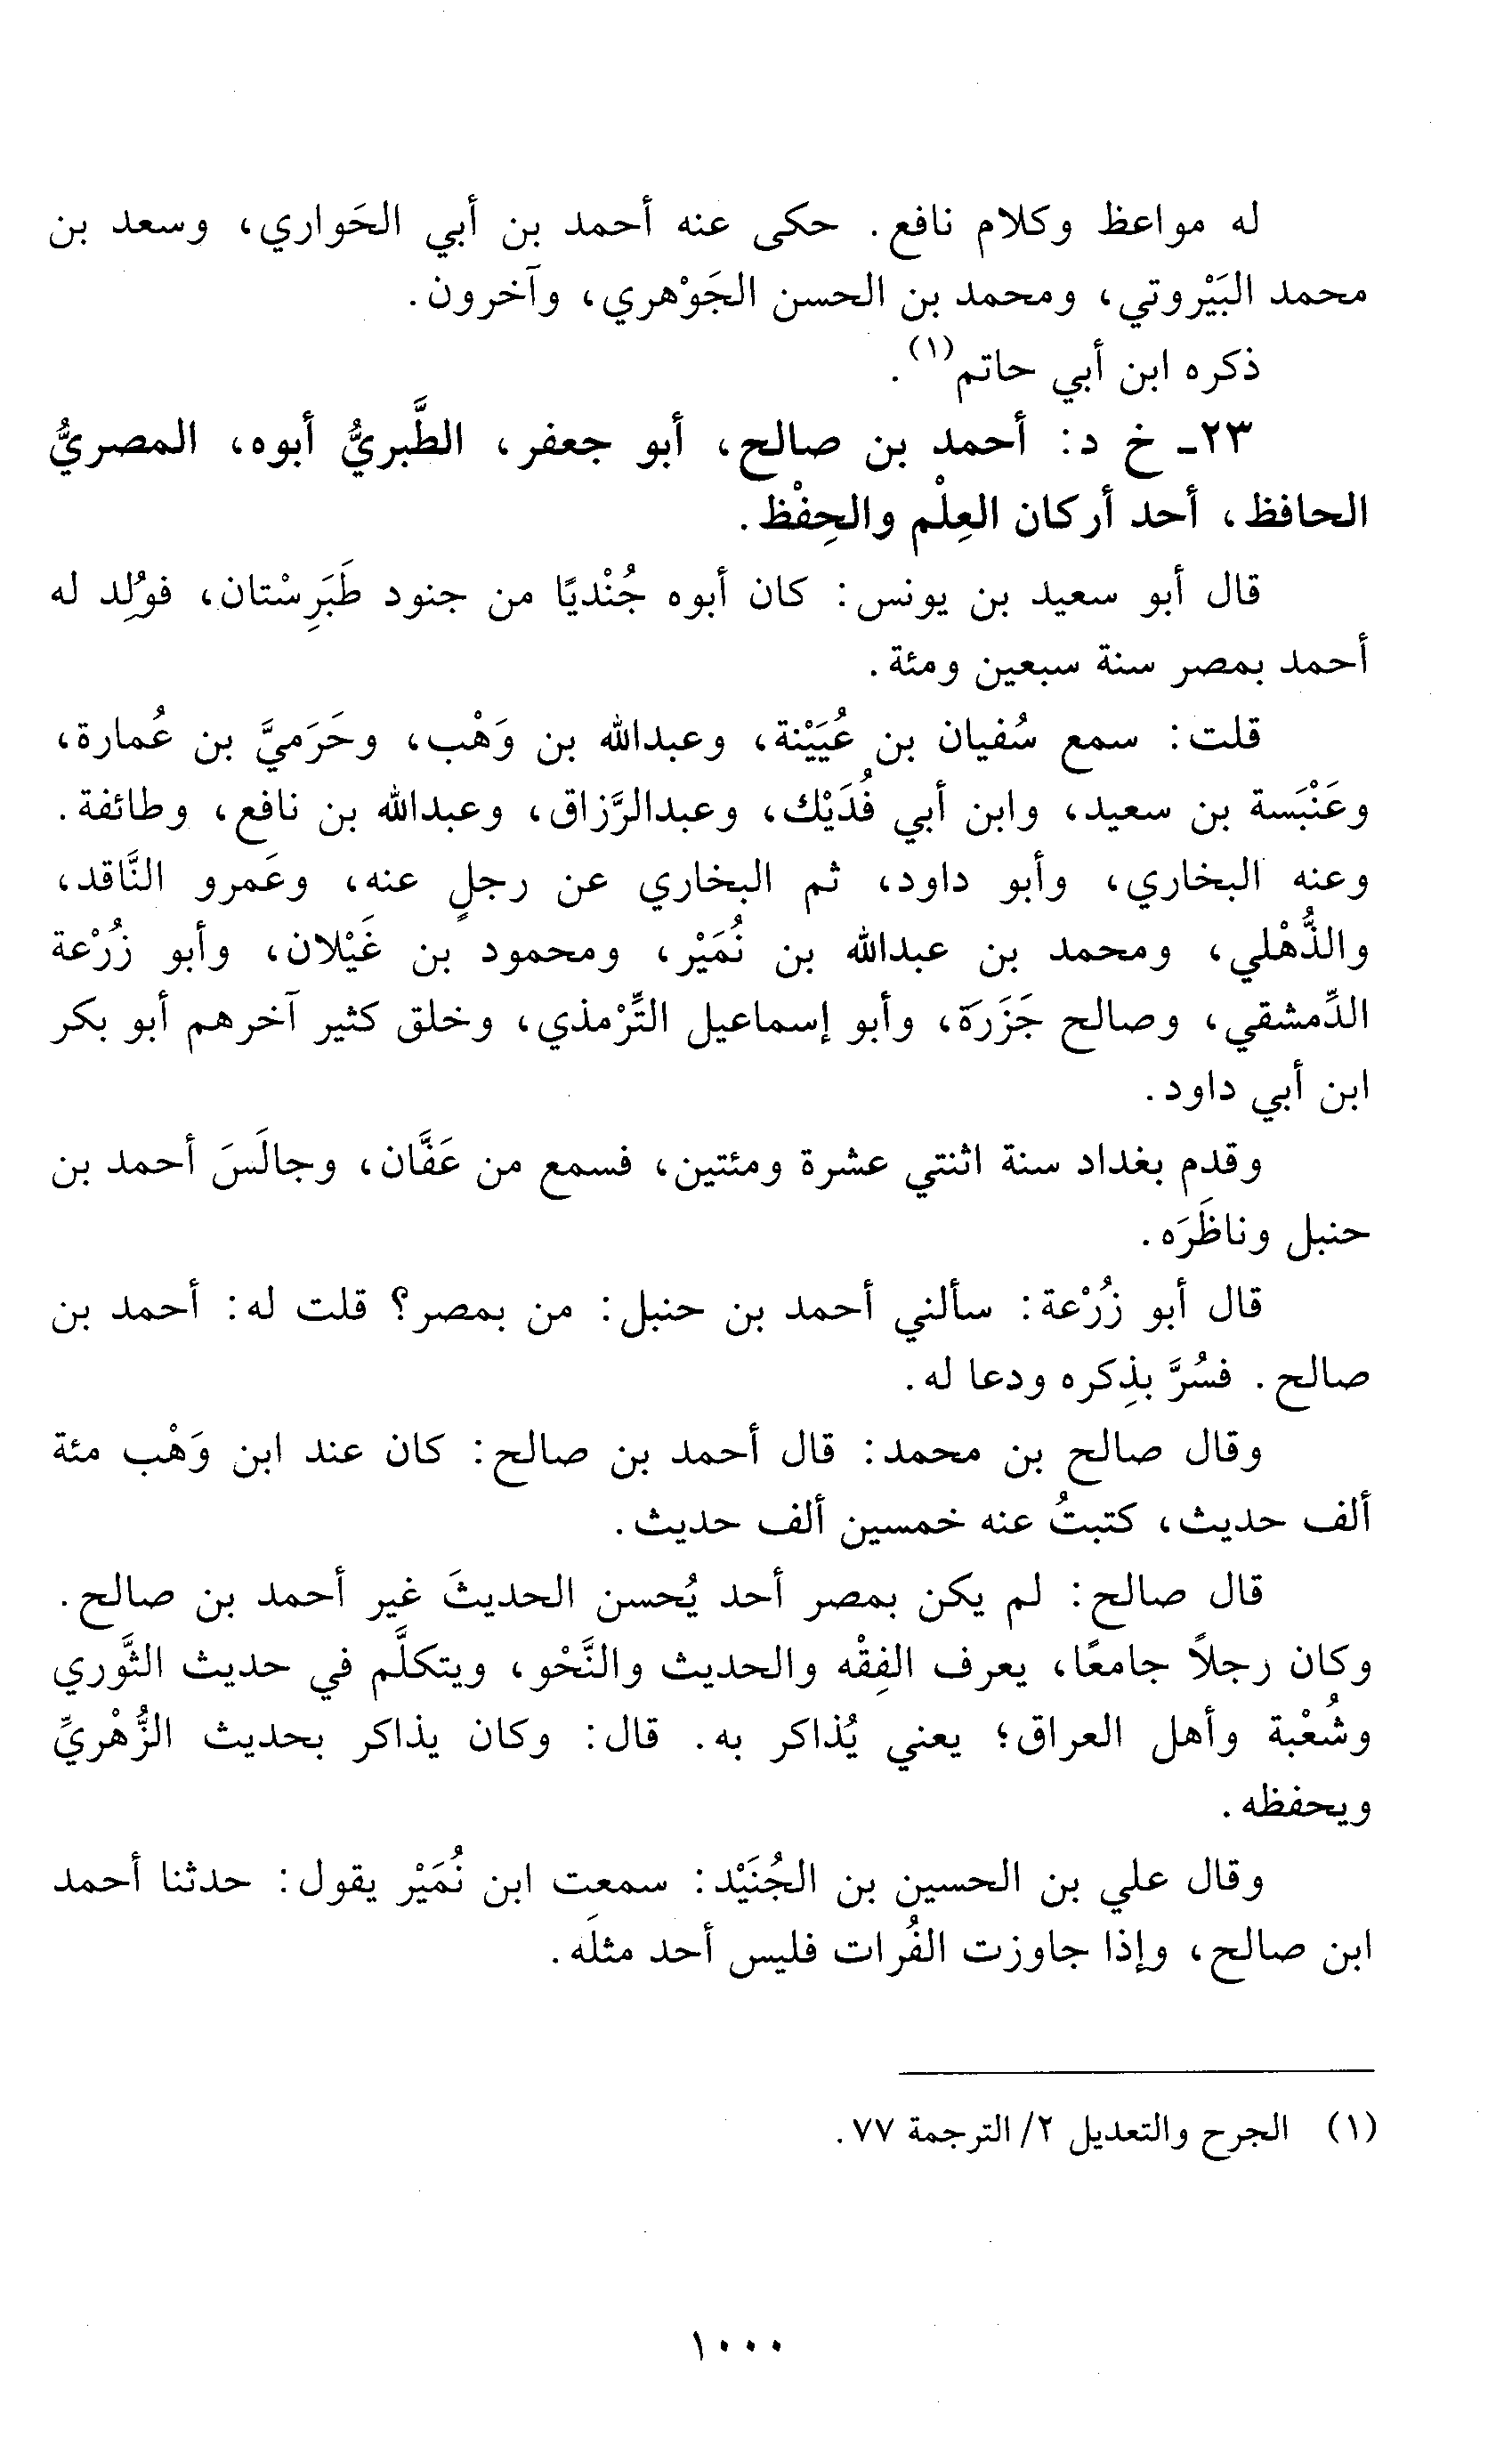 له مواعظ وكلام نافع. حكى عنه أحمد بن أبي الحَواري، وسعد بن
محمد البَيْروتي، ومحمد بن الحسن الجَوْهري، وآخرون.
ذكره ابن أبي حاتم(١).
٢٣- خ د: أحمد بن صالح، أبو جعفر، الطَّبريُّ أبوه، المصريُّ
الحافظ، أحد أركان العِلْم والحِفْظ.
قال أبو سعيد بن يونس: كان أبوه جُنْديًا من جنود طَبَرِسْتان، فوُلِد له
أحمد بمصر سنة سبعين ومئة.
قلت: سمع سُفيان بن عُيَيْنة، وعبدالله بن وَهْب، وحَرَميَّ بن عُمارة،
وعَنْبَسة بن سعيد، وابن أبي فُدَيْك، وعبدالرَّزاق، وعبدالله بن نافع، وطائفة.
وعنه البخاري، وأبو داود، ثم البخاري عن رجلٍ عنه، وعَمرو النَّاقد،
والذُّهْلي، ومحمد بن عبدالله بن نُمَيْر، ومحمود بن غَيْلان، وأبو زُرْعة
الدِّمشقي، وصالح جَزَرَة، وأبو إسماعيل التِّرْمذي، وخلق كثير آخرهم أبو بكر
ابن أبي داود.
وقدم بغداد سنة اثنتي عشرة ومئتين، فسمع من عَفَّان، وجالَسَ أحمد بن
حنبل وناظَرَه.
قال أبو زُرْعة: سألني أحمد بن حنبل: من بمصر؟ قلت له: أحمد بن
صالح. فسُرَّ بذِكره ودعا له.
وقال صالح بن محمد: قال أحمد بن صالح: كان عند ابن وَهْب مئة
ألف حديث، كتبتُ عنه خمسين ألف حديث.
قال صالح: لم يكن بمصر أحد يُحسن الحديثَ غير أحمد بن صالح.
وكان رجلاً جامعًا، يعرف الفِقْه والحديث والنَّحْو، ويتكلَّم في حديث الثَّوري
وشُعْبة وأهل العراق؛ يعني يُذاكر به. قال: وكان يذاكر بحديث الزُّهْريِّ
ويحفظه.
وقال علي بن الحسين بن الجُنَيْد: سمعت ابن نُمَيْر يقول: حدثنا أحمد
ابن صالح، وإذا جاوزت الفُرات فليس أحد مثلَه.
(١) الجرح والتعديل ٢/ الترجمة ٧٧.
١٠٠٠